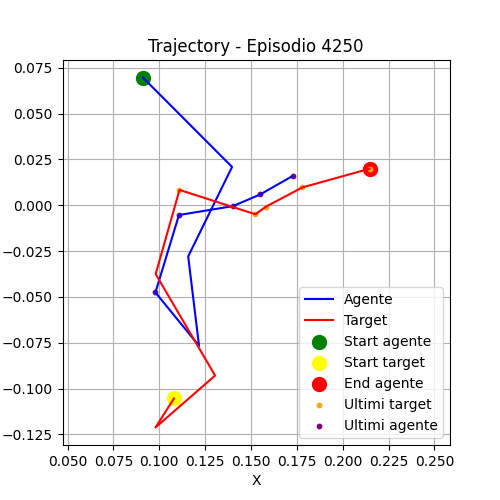 Trajectory - Episodio 4250
0.075
0.050
0.025
0.000
−0.025
−0.050
−0.075
−0.100
−0.125
Agente
Target
Start agente
Start target
End agente
Ultimi target
Ultimi agente
0.050 0.075 0.100 0.125 0.150 0.175 0.200 0.225 0.250
X